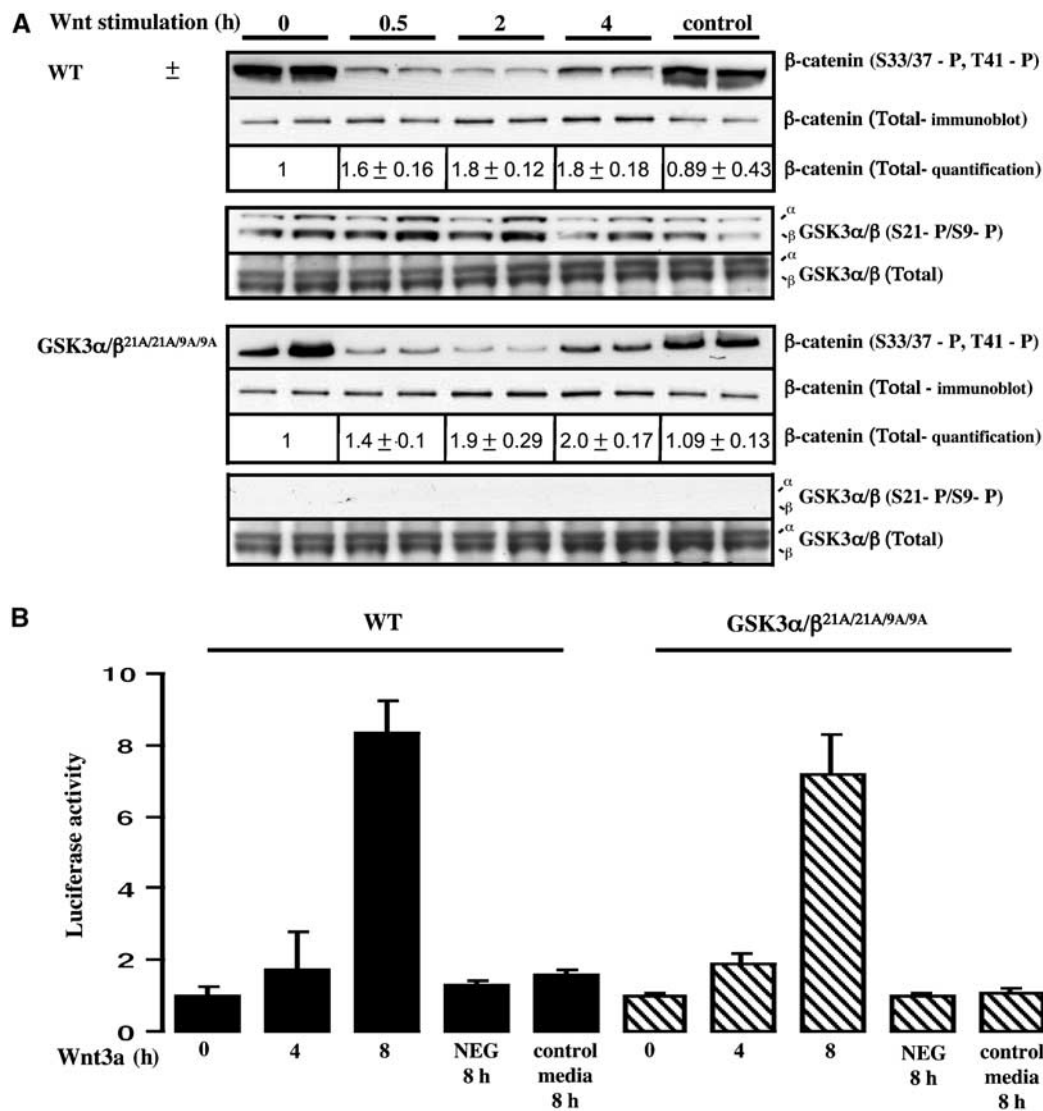 A Wnt stimulation (h) 0 0.5 2 4 control
WT ± β-catenin (S33/37 - P, T41 - P)
β-catenin (Total- immunoblot)
1 1.6 ± 0.16 1.8 ± 0.12 1.8 ± 0.18 0.89 ± 0.43 β-catenin (Total- quantification)
α
β GSK3α/β (S21- P/S9- P)
α
β GSK3α/β (Total)
GSK3α/β21A/21A/9A/9A β-catenin (S33/37 - P, T41 - P)
β-catenin (Total - immunoblot)
1 1.4 ± 0.1 1.9 ± 0.29 2.0 ± 0.17 1.09 ± 0.13 β-catenin (Total- quantification)
α
β GSK3α/β (S21- P/S9- P)
α
β GSK3α/β (Total)
B
WT GSK3α/β21A/21A/9A/9A
Luciferase activity
10
8
6
4
2
0
Wnt3a (h) 0 4 8 NEG 8 h control media 8 h 0 4 8 NEG 8 h control media 8 h